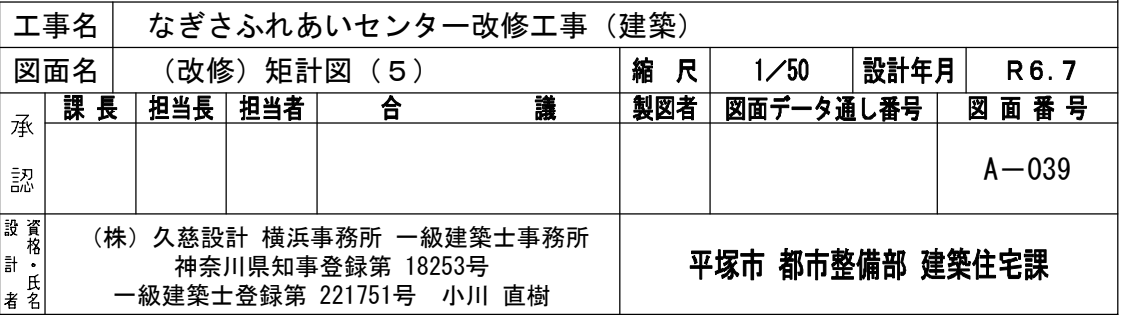 工事名 なぎさふれあいセンター改修工事（建築）
図面名 （改修）矩計図（５） 縮 尺 1／50 設計年月 Ｒ６．７
承認 課 長 担当長 担当者 合 議 製図者 図面データ通し番号 図 面 番 号
A－039
設計者 資格・氏名 （株）久慈設計 横浜事務所 一級建築士事務所
神奈川県知事登録第 18253号
一級建築士登録第 221751号 小川 直樹
平塚市 都市整備部 建築住宅課